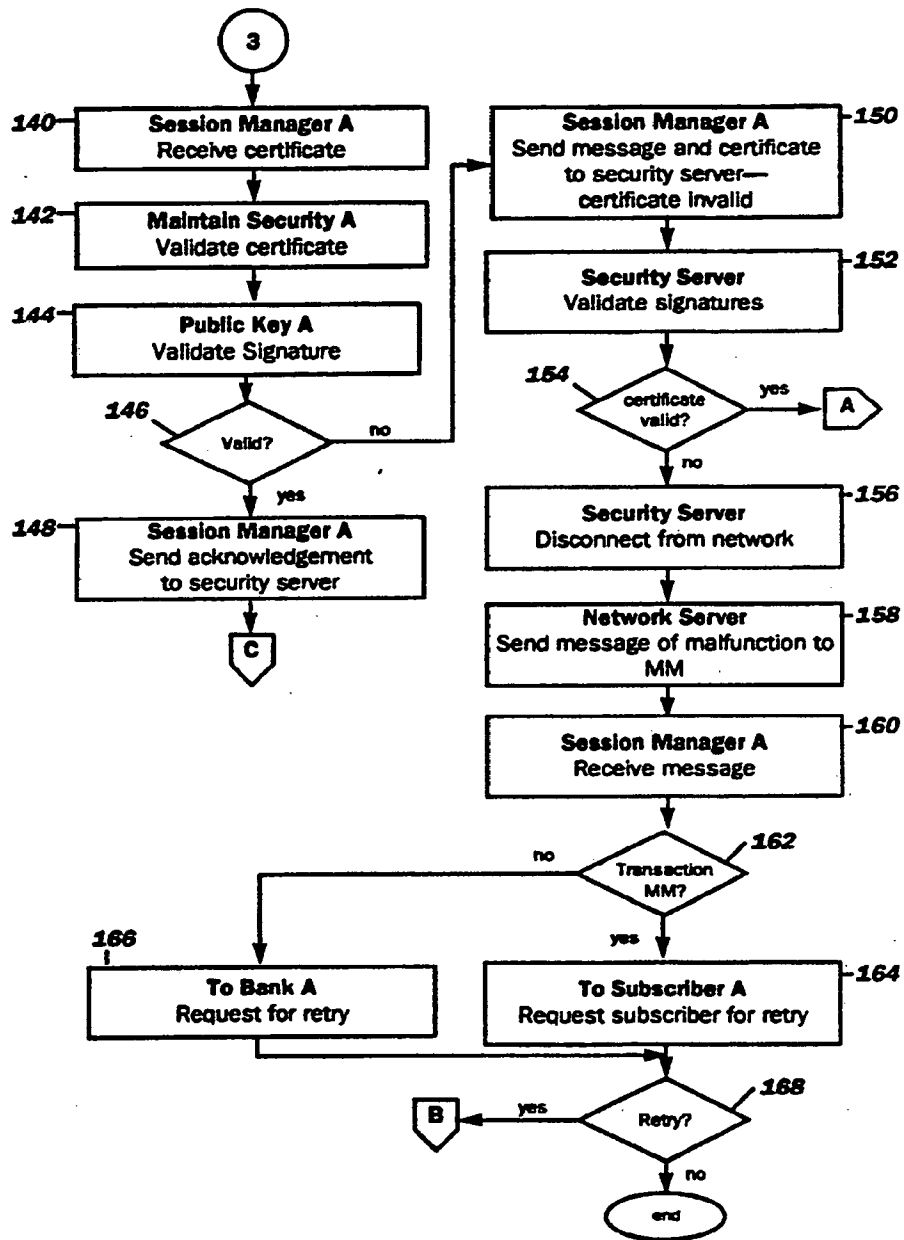 3
140
Session Manager A
Receive certificate
142
Maintain Security A
Validate certificate
144
Public Key A
Validate Signature
146
Valid?
no
yes
148
Session Manager A
Send acknowledgement
to security server
C
150
Session Manager A
Send message and certificate
to security server—
certificate invalid
152
Security Server
Validate signatures
154
certificate
valid?
yes
A
no
156
Security Server
Disconnect from network
158
Network Server
Send message of malfunction to
MM
160
Session Manager A
Receive message
162
Transaction
MM?
no
yes
166
To Bank A
Request for retry
164
To Subscriber A
Request subscriber for retry
168
Retry?
yes
B
no
end